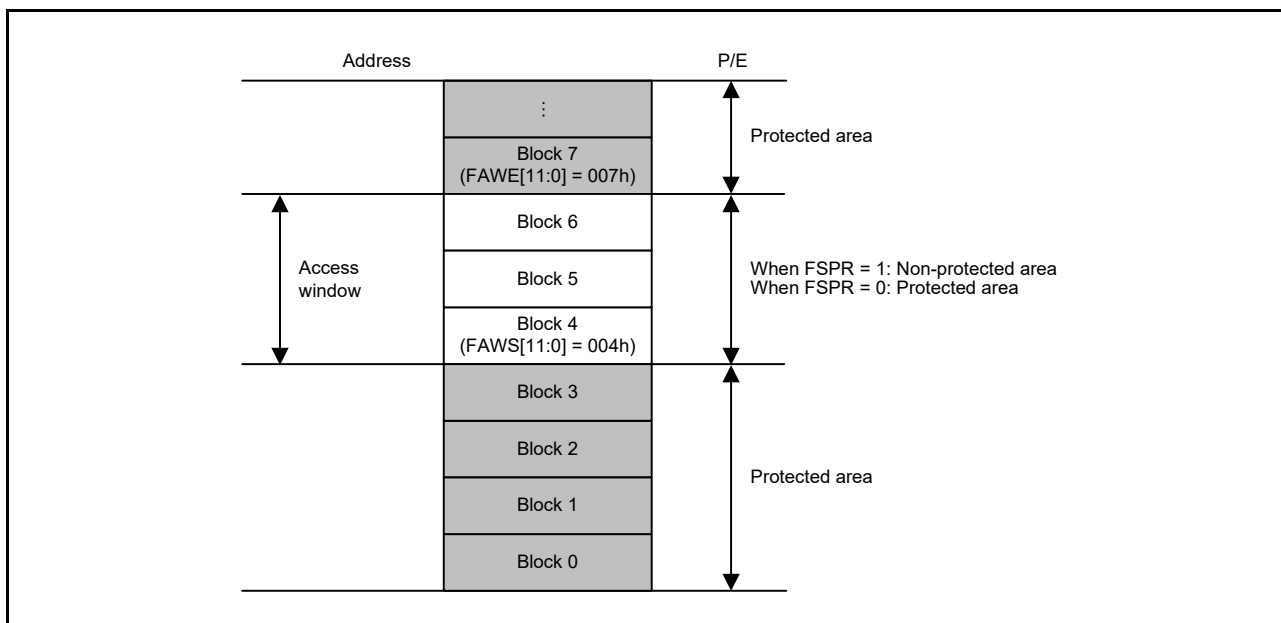 Address
P/E
⋮
Protected area
Block 7
(FAWE[11:0] = 007h)
Block 6
Access
window
Block 5
When FSPR = 1: Non-protected area
When FSPR = 0: Protected area
Block 4
(FAWS[11:0] = 004h)
Block 3
Block 2
Protected area
Block 1
Block 0